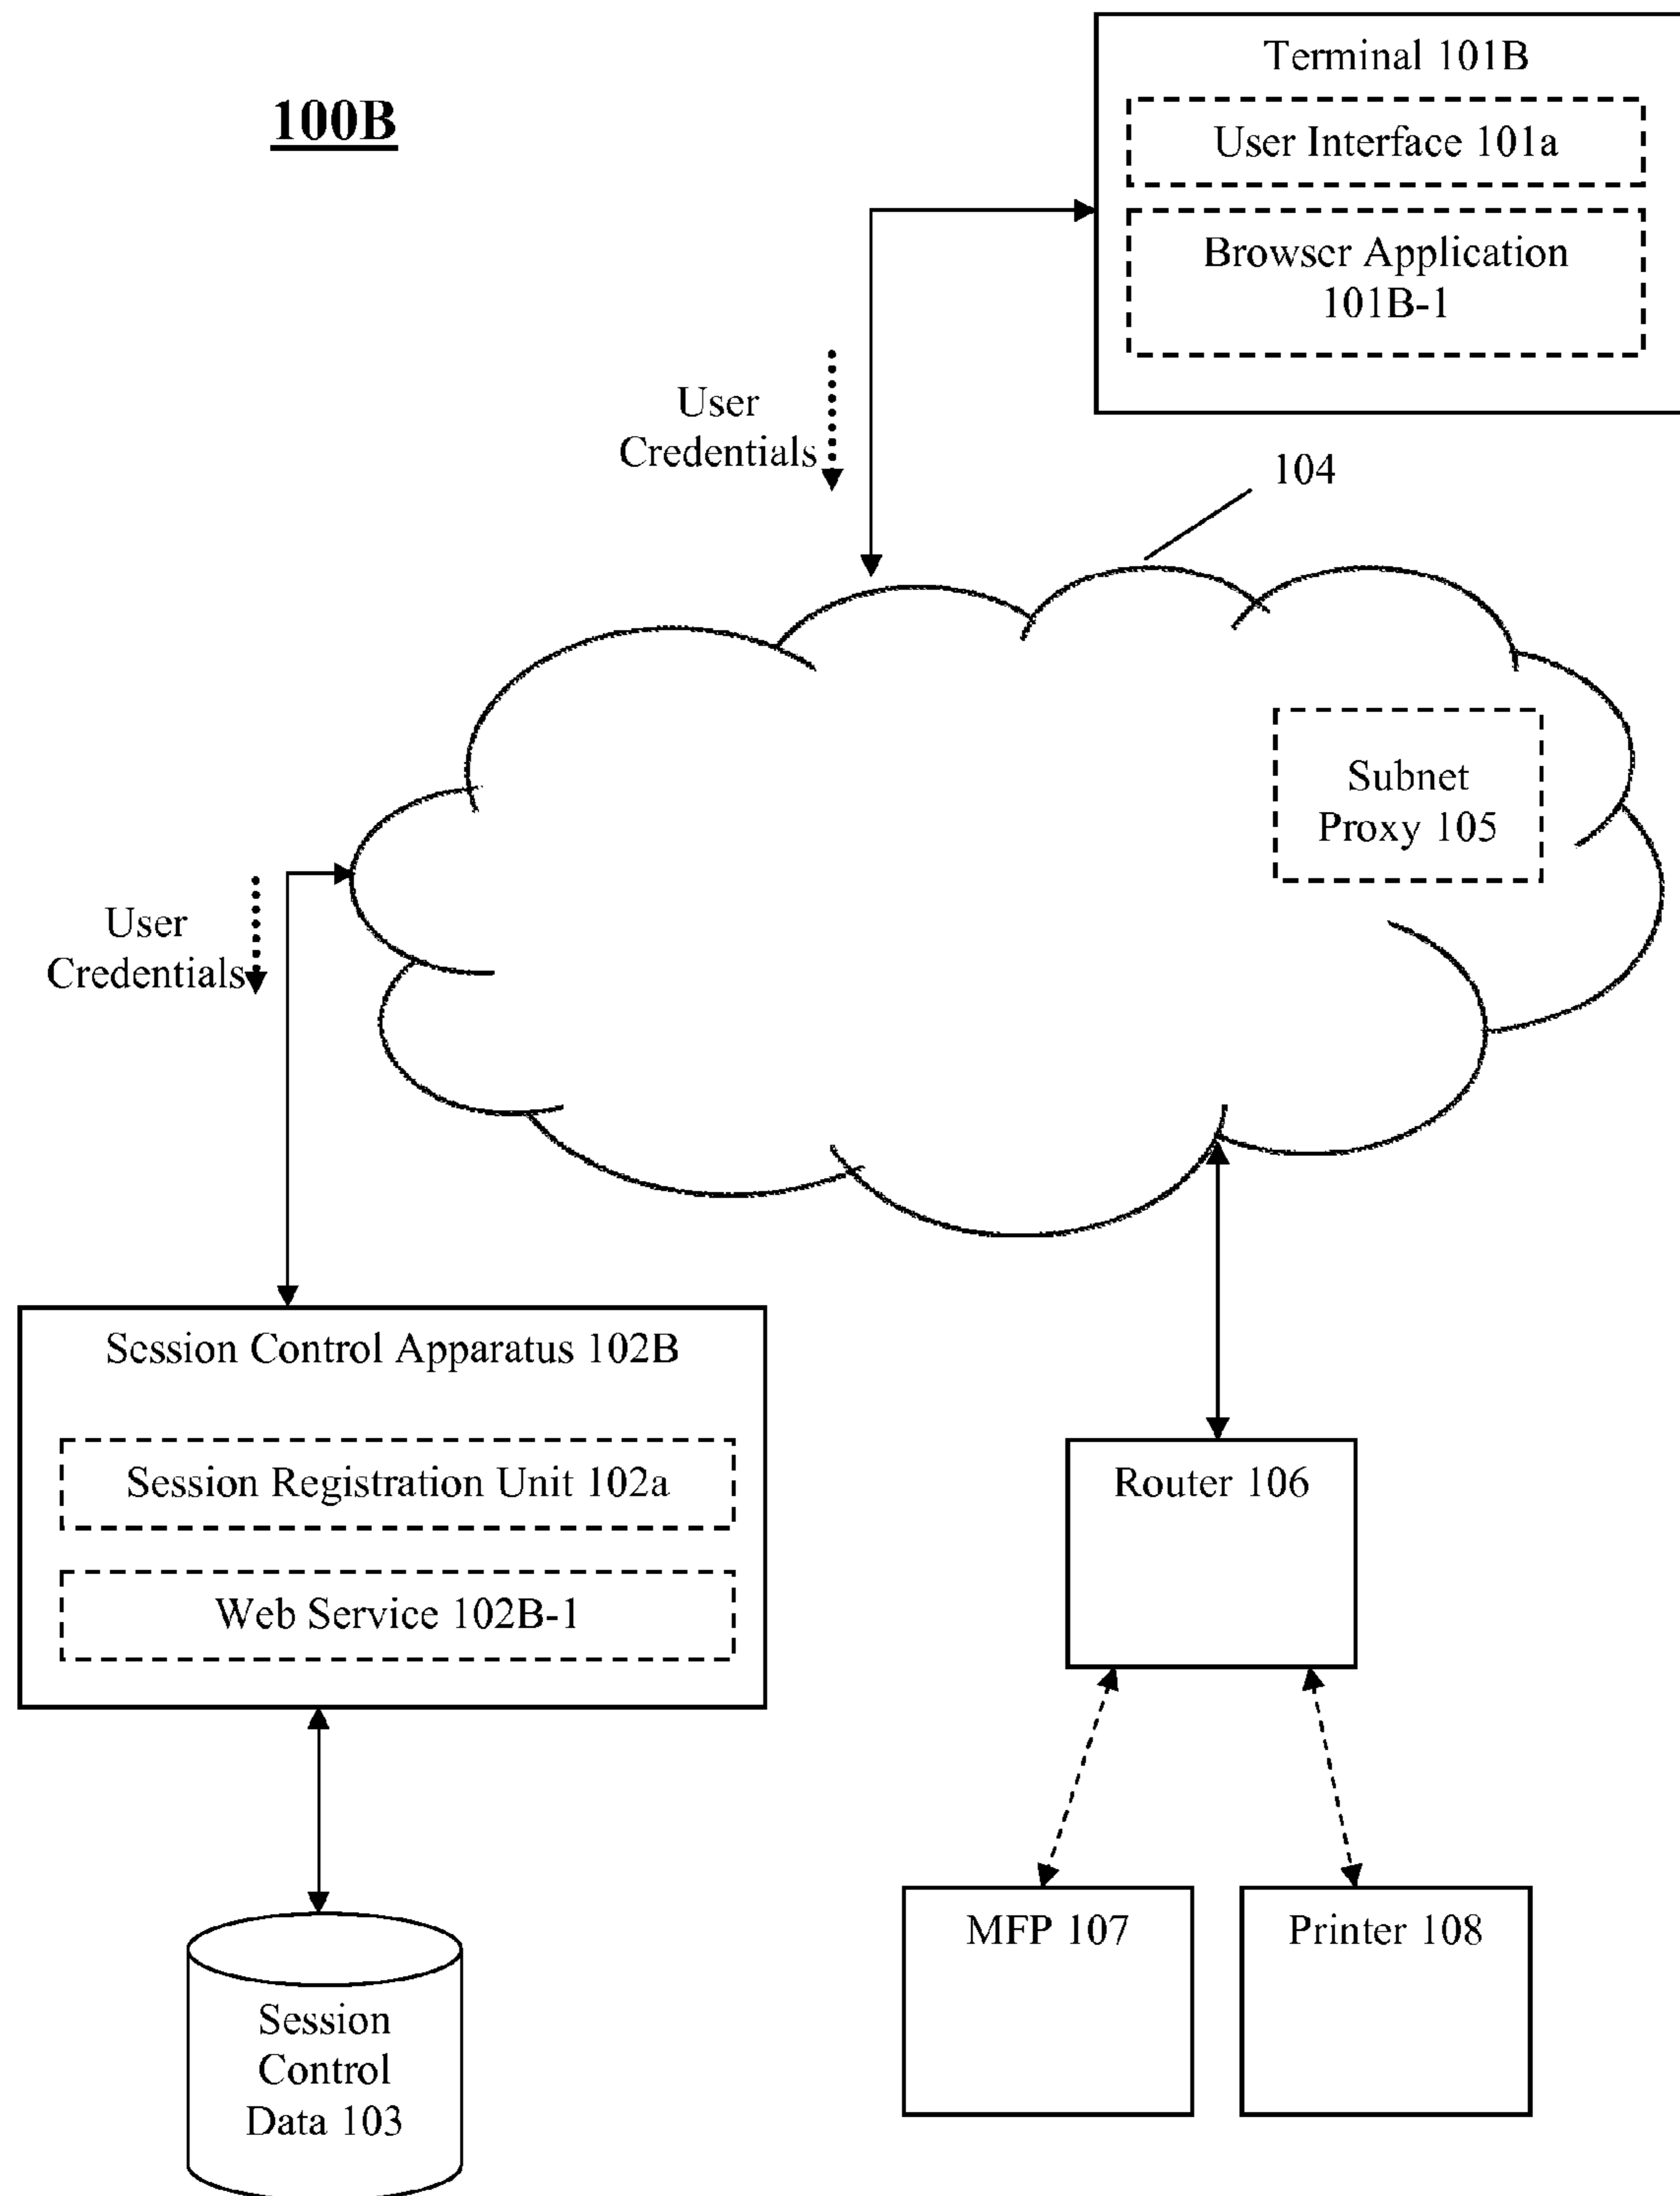 100B
Terminal 101B
User Interface 101a
Browser Application
101B-1
User
Credentials
104
Subnet
Proxy 105
User
Credentials
Session Control Apparatus 102B
Session Registration Unit 102a
Web Service 102B-1
Router 106
MFP 107
Printer 108
Session
Control
Data 103